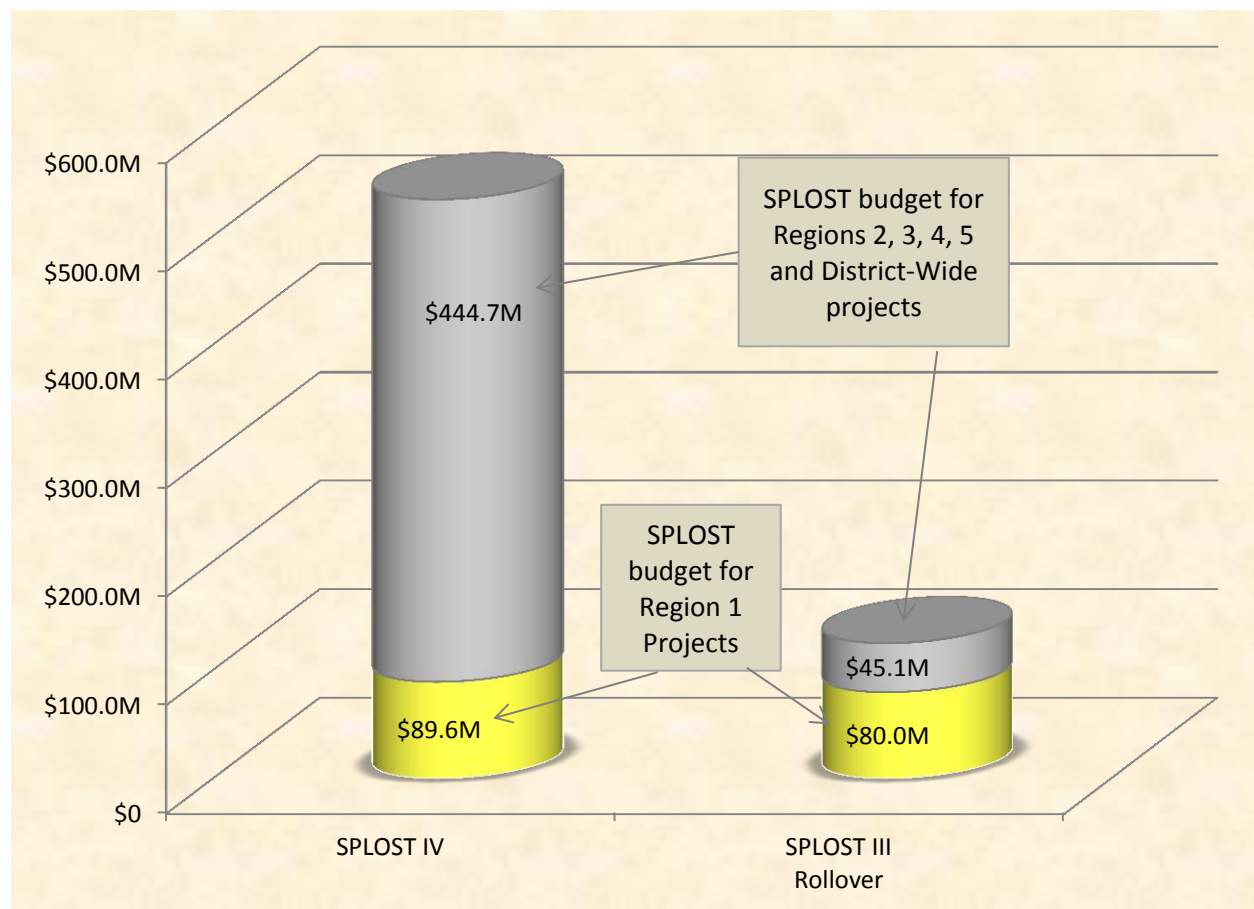 $600.0M
$500.0M
$400.0M
$300.0M
$200.0M
$100.0M
$0
SPLOST budget for
Regions 2, 3, 4, 5
and District-Wide
projects
$444.7M
SPLOST
budget for
Region 1
Projects
$45.1M
$89.6M
$80.0M
SPLOST IV
SPLOST III
Rollover